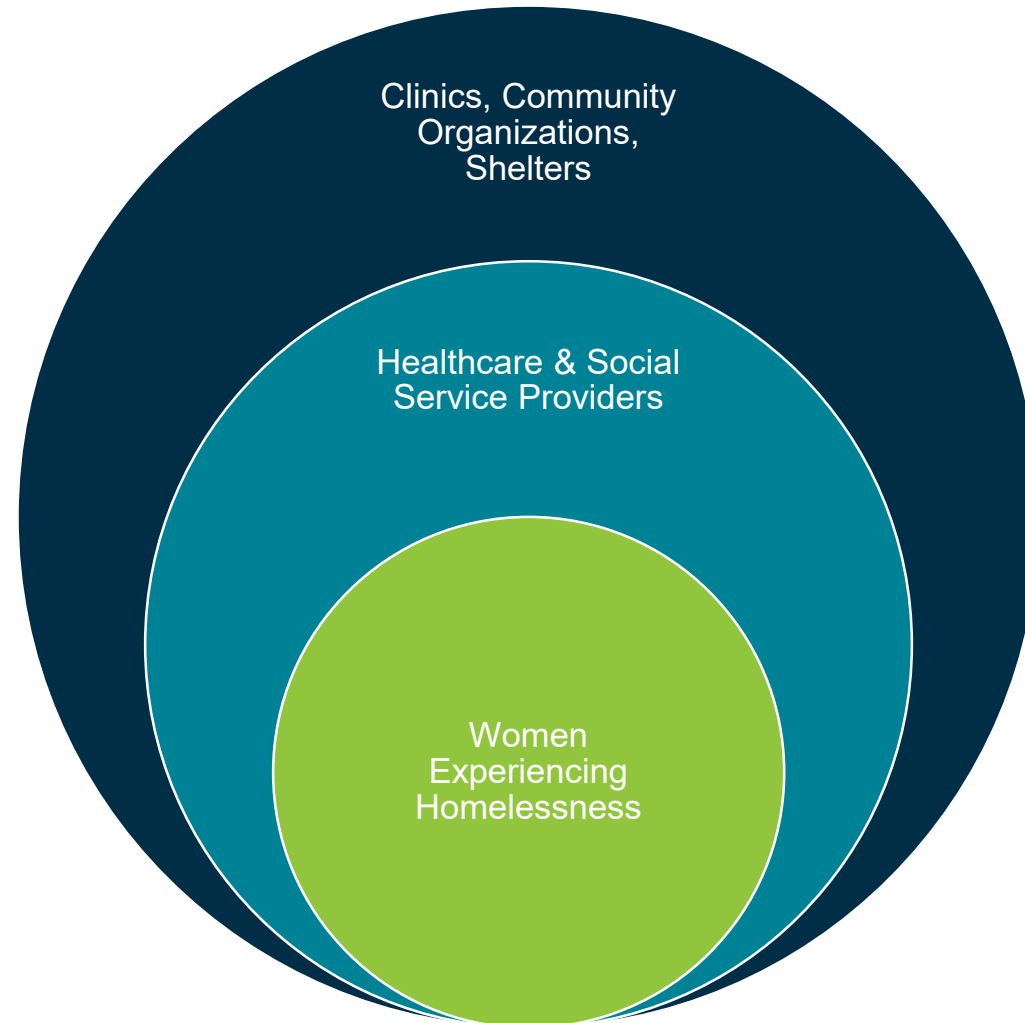 Clinics, Community
Organizations,
Shelters
Healthcare & Social
Service Providers
Women
Experiencing
Homelessness